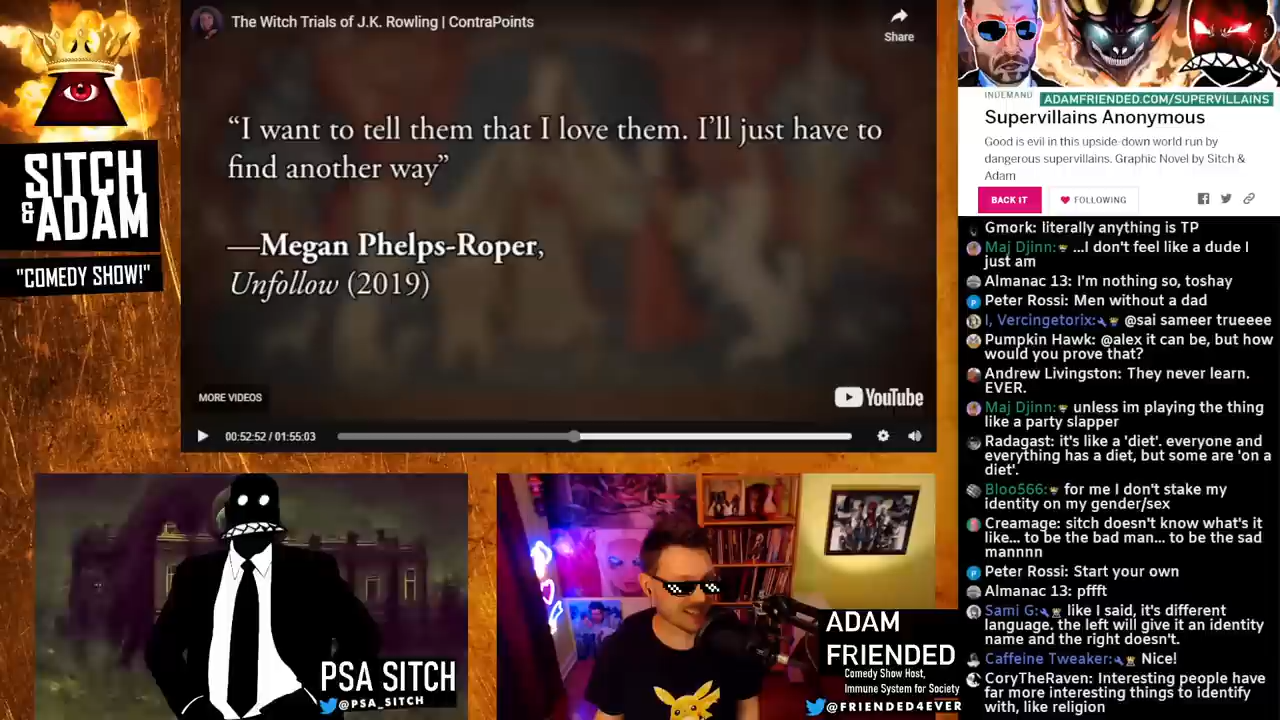 The Witch Trials of J.K. Rowling | ContraPoints
Share
“I want to tell them that I love them. I’ll just have to
find another way”
—Megan Phelps-Roper,
Unfollow (2019)
MORE VIDEOS
YouTube
00:52:52 / 01:55:03
SITCH
& ADAM
"COMEDY SHOW!"
INDEMAND
ADAMFRIENDED.COM/SUPERVILLAINS
Supervillains Anonymous
Good is evil in this upside-down world run by
dangerous supervillains. Graphic Novel by Sitch &
Adam
BACK IT
FOLLOWING
Gmork: literally anything is TP
Maj Djinn: ...I don't feel like a dude I
just am
Almanac 13: I'm nothing so, toshay
Peter Rossi: Men without a dad
I, Vercingetorix: @sai sameer trueeee
Pumpkin Hawk: @alex it can be, but how
would you prove that?
Andrew Livingston: They never learn.
EVER.
Maj Djinn: unless im playing the thing
like a party slapper
Radagast: it's like a 'diet'. everyone and
everything has a diet, but some are 'on a
diet'.
Bloo566: for me I don't stake my
identity on my gender/sex
Creamage: sitch doesn't know what's it
like... to be the bad man... to be the sad
mannnn
Peter Rossi: Start your own
Almanac 13: pffft
Sami G: like I said, it's different
language. the left will give it an identity
name and the right doesn't.
Caffeine Tweaker: Nice!
CoryTheRaven: Interesting people have
far more interesting things to identify
with, like religion
PSA SITCH
@PSA_SITCH
ADAM
FRIENDED
Comedy Show Host,
Immune System for Society
@FRIENDED4EVER